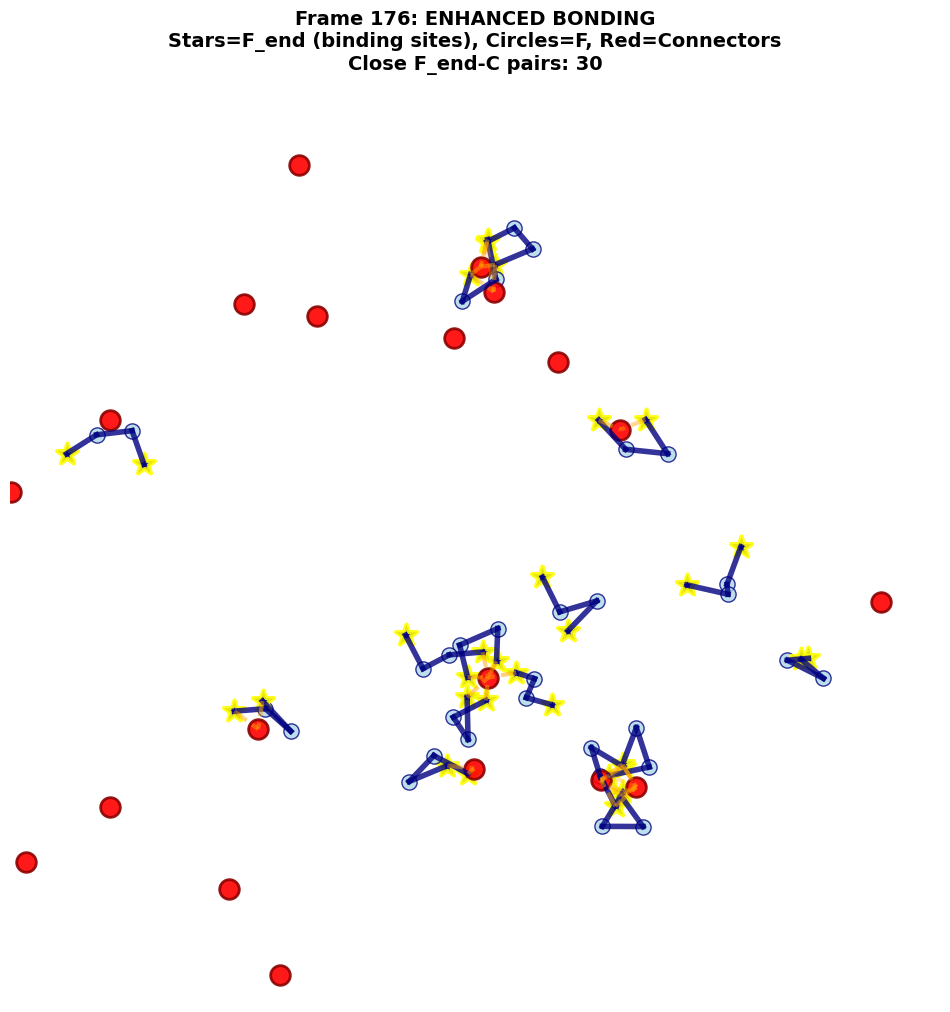 Frame 176: ENHANCED BONDING
Stars=F_end (binding sites), Circles=F, Red=Connectors
Close F_end-C pairs: 30